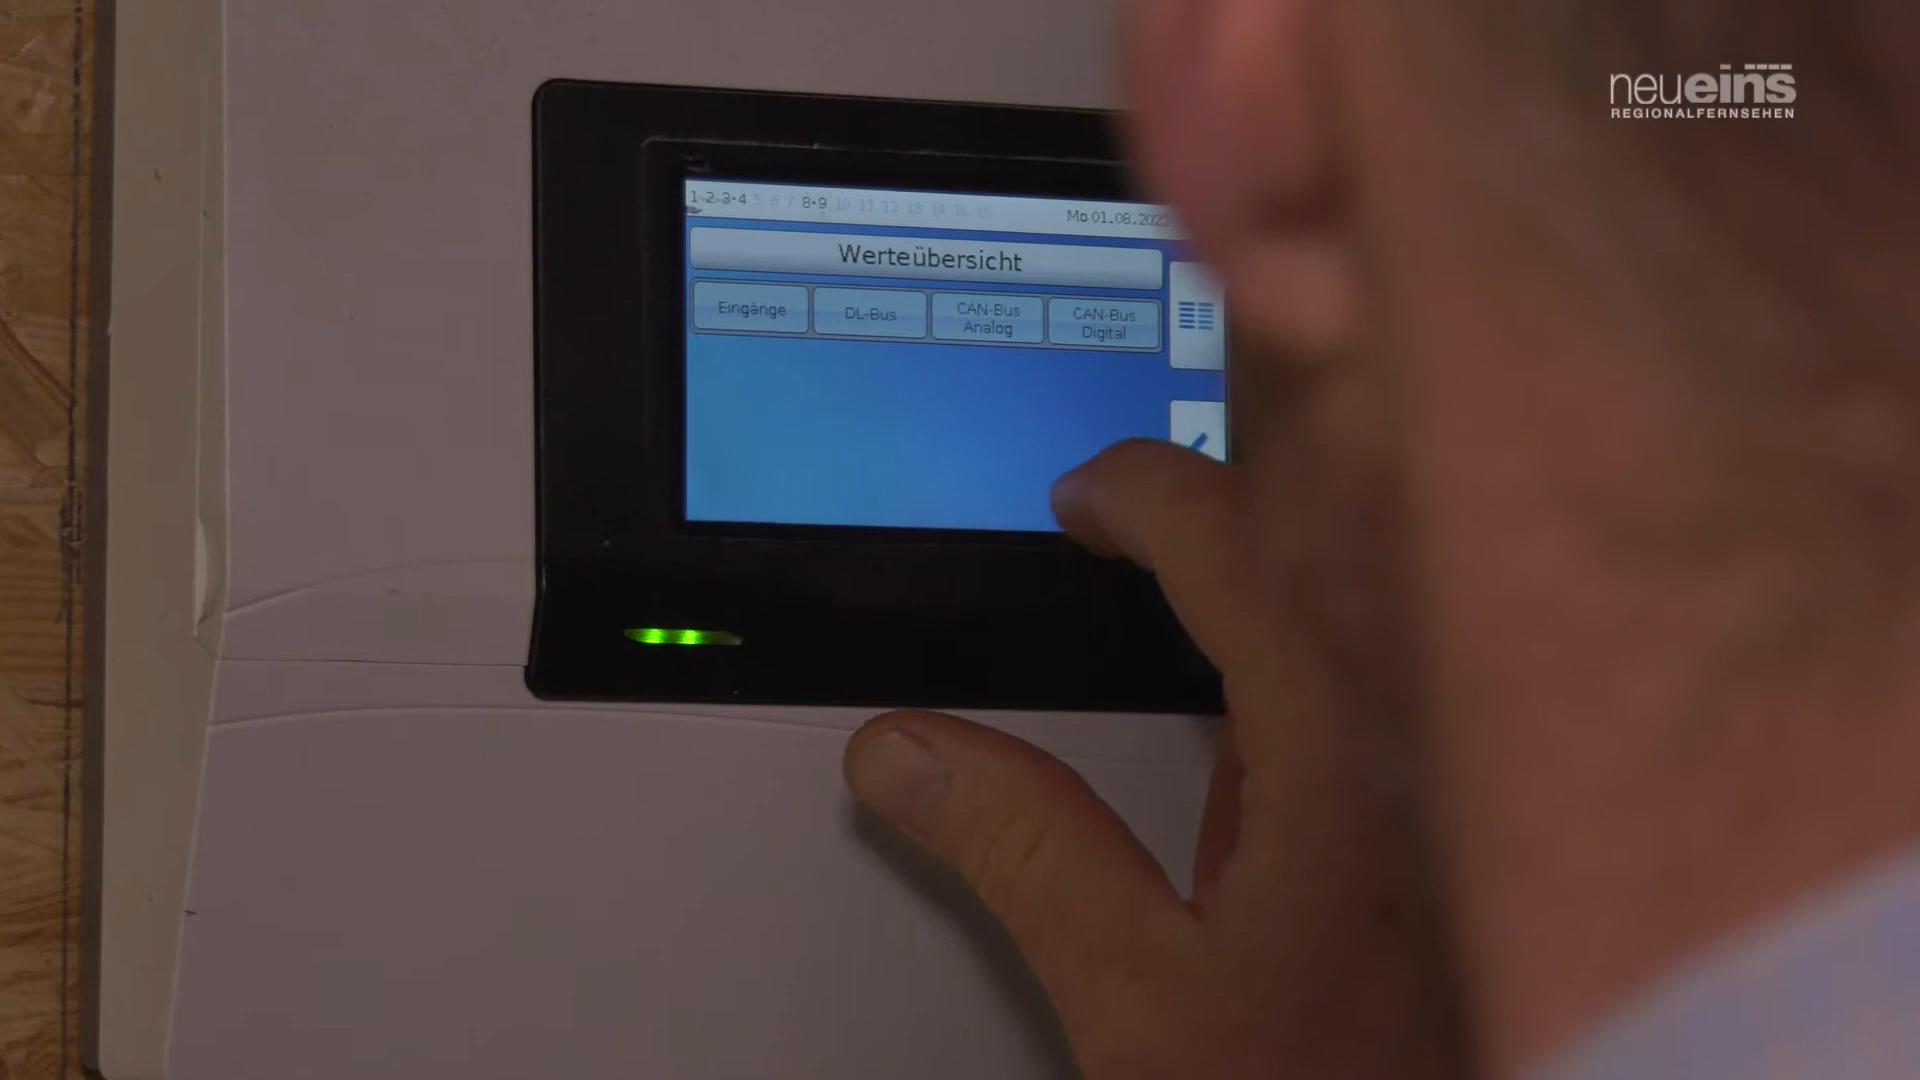 neueins
REGIONALFERNSEHEN
1 2 3 4 5 6 7 8 9 10 11 12 13 14 15 16
Mo 01.08.202
Werteübersicht
Eingänge
DL-Bus
CAN-Bus
Analog
CAN-Bus
Digital